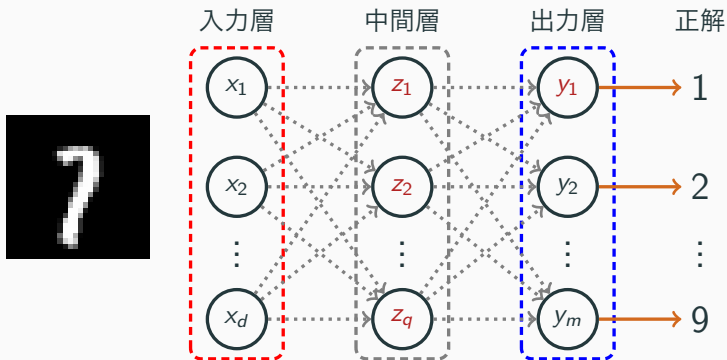 入力層 中間層 出力層 正解
x1 z1 y1 1
x2 z2 y2 2
⋮ ⋮ ⋮ ⋮
xd zq ym 9
7